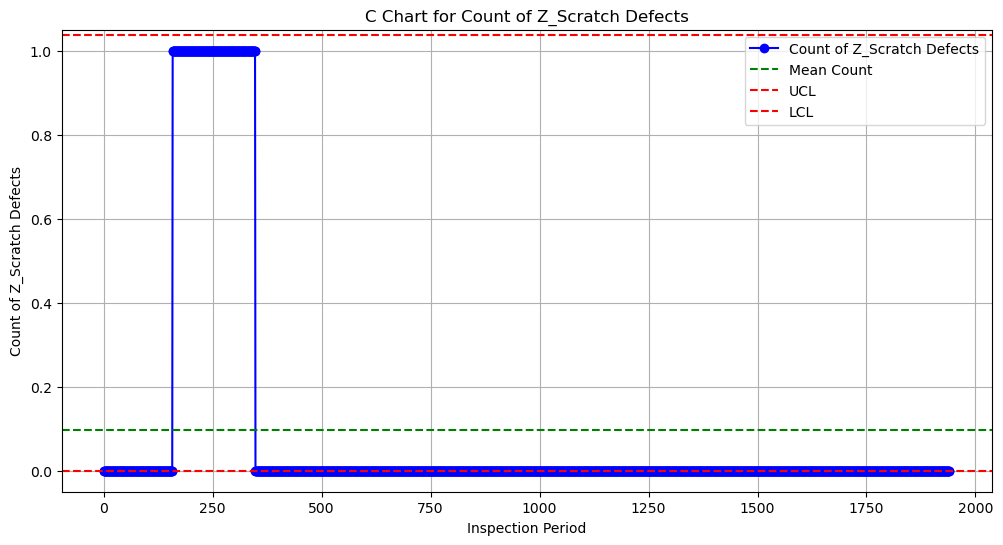 C Chart for Count of Z_Scratch Defects
Count of Z_Scratch Defects
Mean Count
UCL
LCL
Count of Z_Scratch Defects
1.0
0.8
0.6
0.4
0.2
0.0
0
250
500
750
1000
1250
1500
1750
2000
Inspection Period